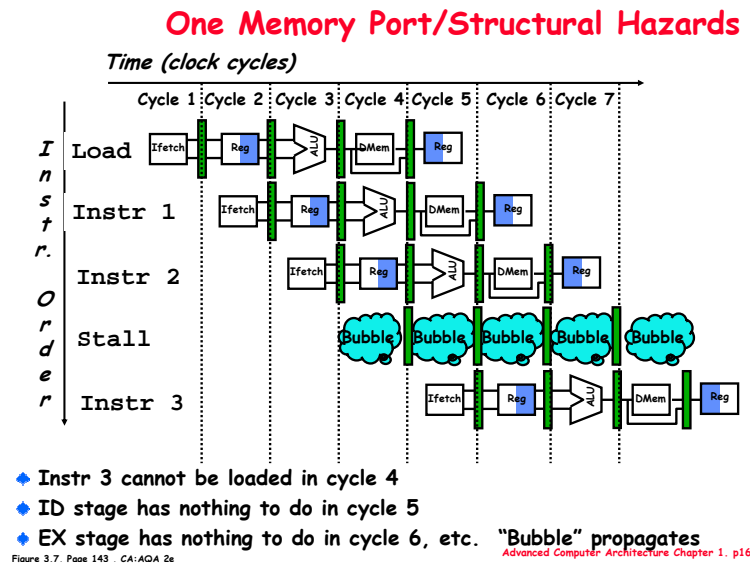 One Memory Port/Structural Hazards
Time (clock cycles)
Cycle 1 Cycle 2 Cycle 3 Cycle 4 Cycle 5 Cycle 6 Cycle 7
Instr. Order
Load Ifetch Reg ALU DMem Reg
Instr 1 Ifetch Reg ALU DMem Reg
Instr 2 Ifetch Reg ALU DMem Reg
Stall Bubble Bubble Bubble Bubble Bubble
Instr 3 Ifetch Reg ALU DMem Reg
Instr 3 cannot be loaded in cycle 4
ID stage has nothing to do in cycle 5
EX stage has nothing to do in cycle 6, etc. “Bubble” propagates
Figure 3.7, Page 143 , CA:AQA 2e
Advanced Computer Architecture Chapter 1. p16